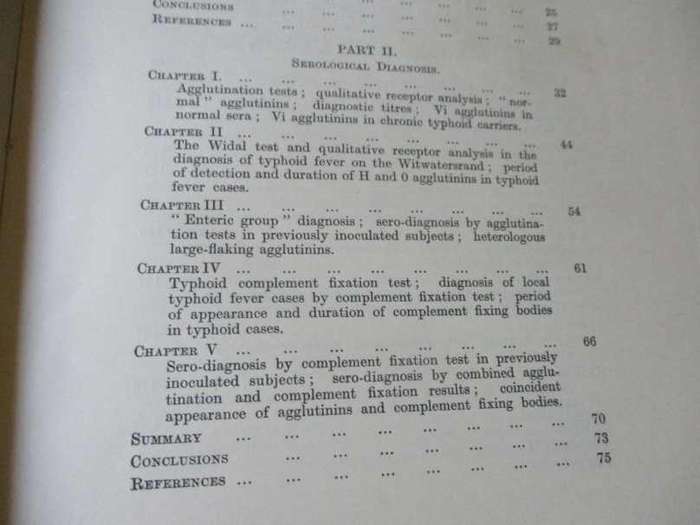 CONCLUSIONS ... ... ... ... ... ... 25
REFERENCES ... ... ... ... ... ... ... 27
29
PART II.
SEROLOGICAL DIAGNOSIS.
CHAPTER I. ... ... ... ... ... ... ... ... 32
Agglutination tests; qualitative receptor analysis; "nor-
mal" agglutinins; diagnostic titres; Vi agglutinins in
normal sera; Vi agglutinins in chronic typhoid carriers.
CHAPTER II ... ... ... ... ... ... ... 44
The Widal test and qualitative receptor analysis in the
diagnosis of typhoid fever on the Witwatersrand; period
of detection and duration of H and O agglutinins in typhoid
fever cases.
CHAPTER III ... ... ... ... ... ... ... 54
"Enteric group" diagnosis; sero-diagnosis by agglutina-
tion tests in previously inoculated subjects; heterologous
large-flaking agglutinins.
CHAPTER IV ... ... ... ... ... ... ... 61
Typhoid complement fixation test; diagnosis of local
typhoid fever cases by complement fixation test; period
of appearance and duration of complement fixing bodies
in typhoid cases.
CHAPTER V ... ... ... ... ... ... ... ... 66
Sero-diagnosis by complement fixation test in previously
inoculated subjects; sero-diagnosis by combined agglu-
tination and complement fixation results; coincident
appearance of agglutinins and complement fixing bodies.
SUMMARY ... ... ... ... ... ... ... ... 70
CONCLUSIONS ... ... ... ... ... ... ... 73
REFERENCES ... ... ... ... ... ... ... ... 75